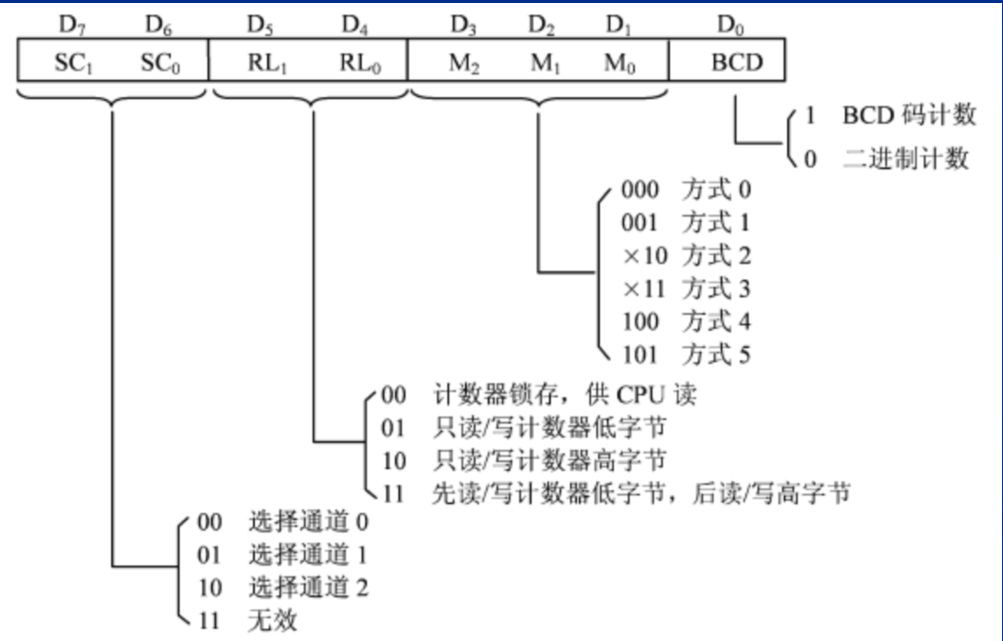 D₇ D₆ D₅ D₄ D₃ D₂ D₁ D₀
SC₁ SC₀ RL₁ RL₀ M₂ M₁ M₀ BCD
1 BCD 码计数
0 二进制计数
000 方式 0
001 方式 1
×10 方式 2
×11 方式 3
100 方式 4
101 方式 5
00 计数器锁存，供 CPU 读
01 只读/写计数器低字节
10 只读/写计数器高字节
11 先读/写计数器低字节，后读/写高字节
00 选择通道 0
01 选择通道 1
10 选择通道 2
11 无效